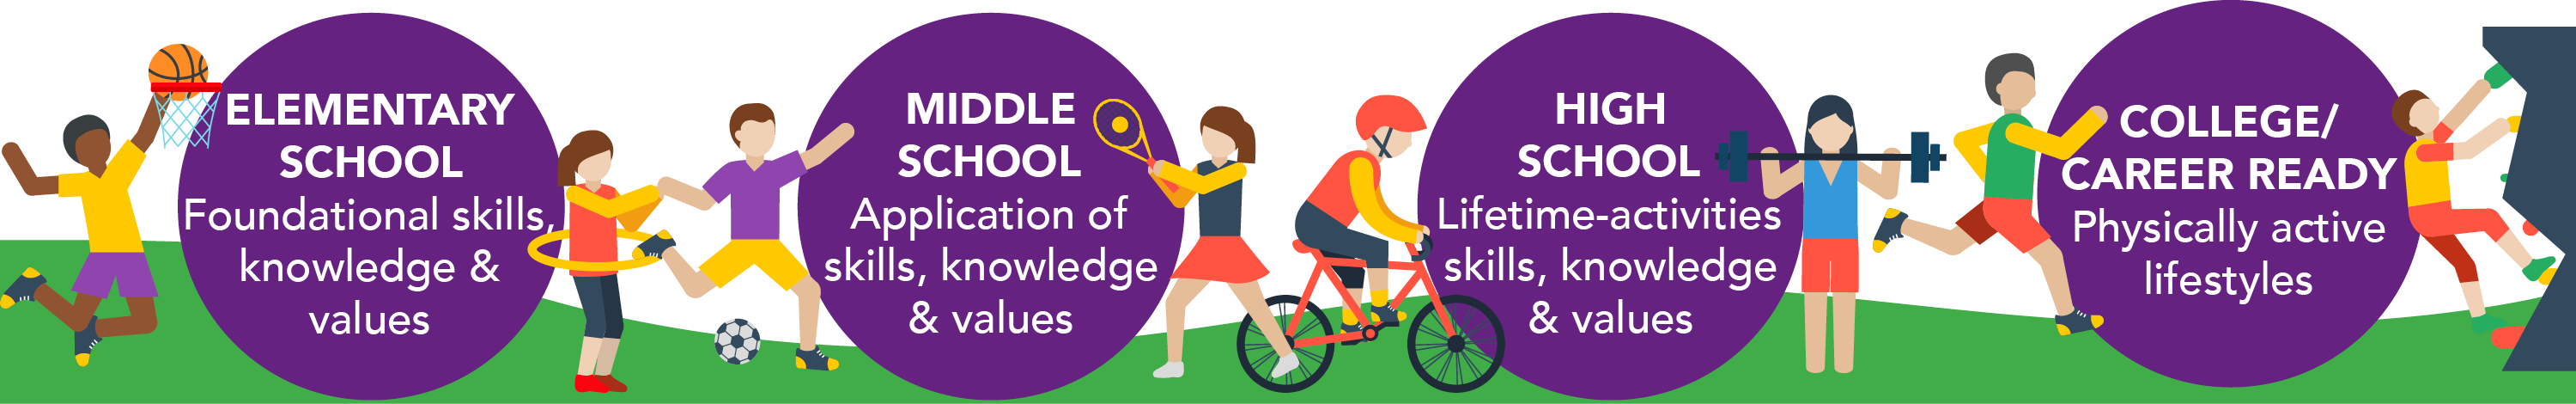 ELEMENTARY
SCHOOL
Foundational skills,
knowledge &
values
MIDDLE
SCHOOL
Application of
skills, knowledge
& values
HIGH
SCHOOL
Lifetime-activities
skills, knowledge
& values
COLLEGE/
CAREER READY
Physically active
lifestyles